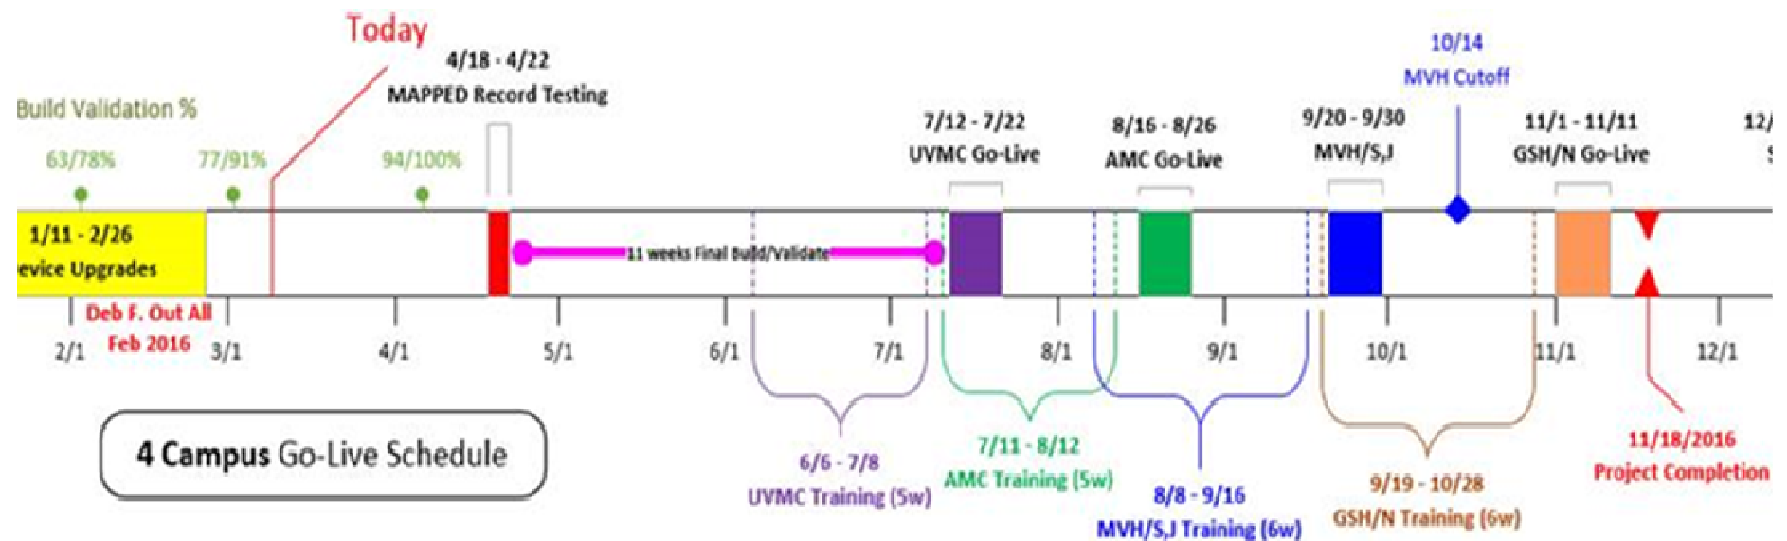 Today
4/18 - 4/22
MAPPED Record Testing
10/14
MVH Cutoff
Build Validation %
63/78%
77/91%
94/100%
7/12 - 7/22
UVMC Go-Live
8/16 - 8/26
AMC Go-Live
9/20 - 9/30
MVH/S,J
11/1 - 11/11
GSH/N Go-Live
12/
1/11 - 2/26
evice Upgrades
11 weeks Final Build/Validate
Deb F. Out All
Feb 2016
2/1
3/1
4/1
5/1
6/1
7/1
8/1
9/1
10/1
11/1
12/1
4 Campus Go-Live Schedule
6/6 - 7/8
UVMC Training (5w)
7/11 - 8/12
AMC Training (5w)
8/8 - 9/16
MVH/S,J Training (6w)
9/19 - 10/28
GSH/N Training (6w)
11/18/2016
Project Completion